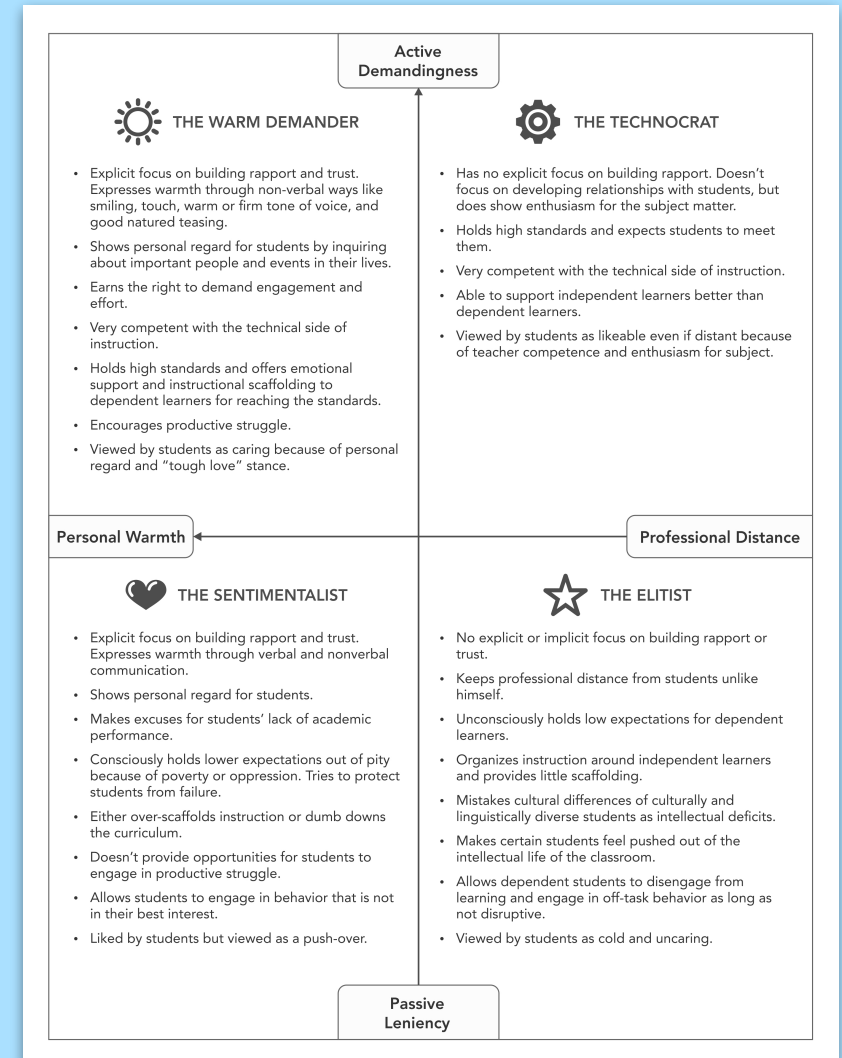 Active
Demandingness
THE WARM DEMANDER
• Explicit focus on building rapport and trust.
Expresses warmth through non-verbal ways like
smiling, touch, warm or firm tone of voice, and
good natured teasing.
• Shows personal regard for students by inquiring
about important people and events in their lives.
• Earns the right to demand engagement and
effort.
• Very competent with the technical side of
instruction.
• Holds high standards and offers emotional
support and instructional scaffolding to
dependent learners for reaching the standards.
• Encourages productive struggle.
• Viewed by students as caring because of personal
regard and “tough love” stance.
THE TECHNOCRAT
• Has no explicit focus on building rapport. Doesn’t
focus on developing relationships with students, but
does show enthusiasm for the subject matter.
• Holds high standards and expects students to meet
them.
• Very competent with the technical side of instruction.
• Able to support independent learners better than
dependent learners.
• Viewed by students as likeable even if distant because
of teacher competence and enthusiasm for subject.
Personal Warmth
Professional Distance
THE SENTIMENTALIST
• Explicit focus on building rapport and trust.
Expresses warmth through verbal and nonverbal
communication.
• Shows personal regard for students.
• Makes excuses for students’ lack of academic
performance.
• Consciously holds lower expectations out of pity
because of poverty or oppression. Tries to protect
students from failure.
• Either over-scaffolds instruction or dumb downs
the curriculum.
• Doesn’t provide opportunities for students to
engage in productive struggle.
• Allows students to engage in behavior that is not
in their best interest.
• Liked by students but viewed as a push-over.
THE ELITIST
• No explicit or implicit focus on building rapport or
trust.
• Keeps professional distance from students unlike
himself.
• Unconsciously holds low expectations for dependent
learners.
• Organizes instruction around independent learners
and provides little scaffolding.
• Mistakes cultural differences of culturally and
linguistically diverse students as intellectual deficits.
• Makes certain students feel pushed out of the
intellectual life of the classroom.
• Allows dependent students to disengage from
learning and engage in off-task behavior as long as
not disruptive.
• Viewed by students as cold and uncaring.
Passive
Leniency